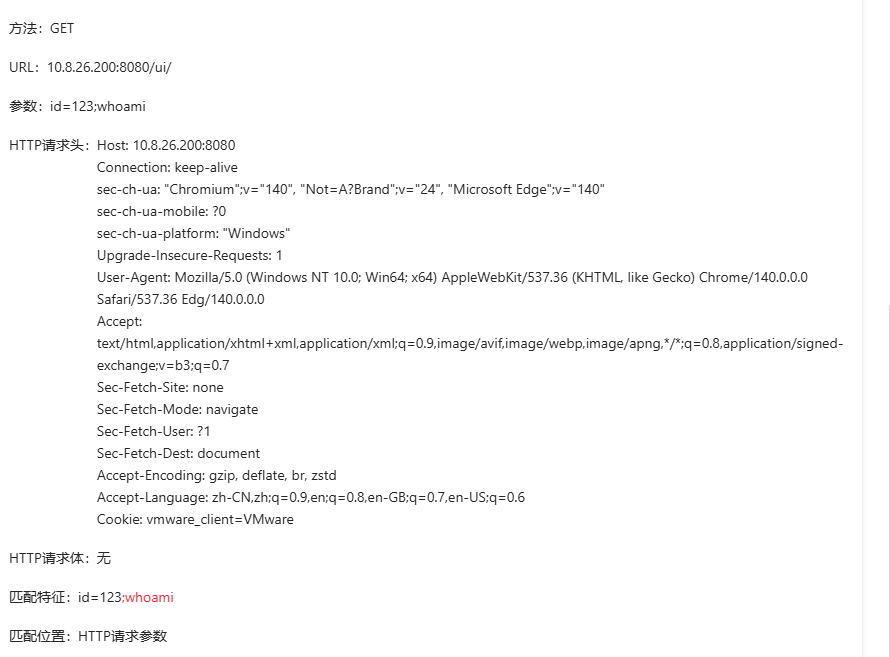 方法：GET
URL：10.8.26.200:8080/ui/
参数：id=123;whoami
HTTP请求头：Host: 10.8.26.200:8080
Connection: keep-alive
sec-ch-ua: "Chromium";v="140", "Not=A?Brand";v="24", "Microsoft Edge";v="140"
sec-ch-ua-mobile: ?0
sec-ch-ua-platform: "Windows"
Upgrade-Insecure-Requests: 1
User-Agent: Mozilla/5.0 (Windows NT 10.0; Win64; x64) AppleWebKit/537.36 (KHTML, like Gecko) Chrome/140.0.0.0
Safari/537.36 Edg/140.0.0.0
Accept:
text/html,application/xhtml+xml,application/xml;q=0.9,image/avif,image/webp,image/apng,*/*;q=0.8,application/signed-
exchange;v=b3;q=0.7
Sec-Fetch-Site: none
Sec-Fetch-Mode: navigate
Sec-Fetch-User: ?1
Sec-Fetch-Dest: document
Accept-Encoding: gzip, deflate, br, zstd
Accept-Language: zh-CN,zh;q=0.9,en;q=0.8,en-GB;q=0.7,en-US;q=0.6
Cookie: vmware_client=VMware
HTTP请求体：无
匹配特征：id=123;whoami
匹配位置：HTTP请求参数